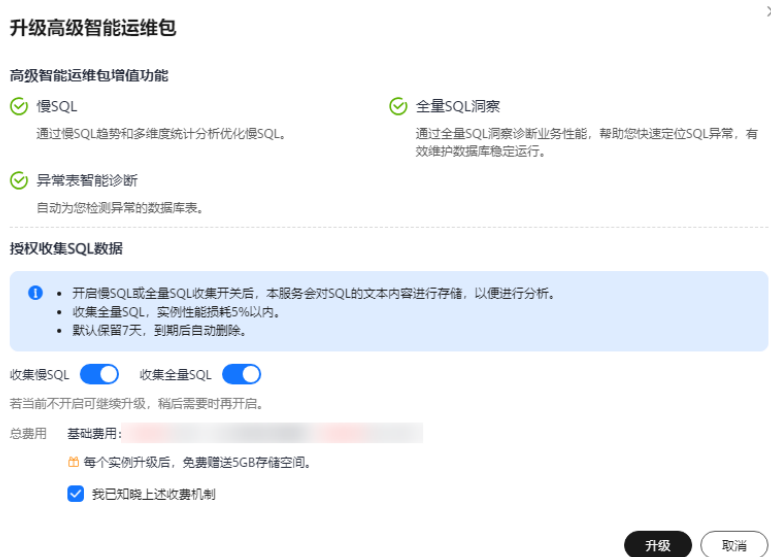 升级高级智能运维包
高级智能运维包增值功能
慢SQL
通过慢SQL趋势和多维度统计分析优化慢SQL。
全量SQL洞察
通过全量SQL洞察诊断业务性能，帮助您快速定位SQL异常，有
效维护数据库稳定运行。
异常表智能诊断
自动为您检测异常的数据库表。
授权收集SQL数据
• 开启慢SQL或全量SQL收集开关后，本服务会对SQL的文本内容进行存储，以便进行分析。
• 收集全量SQL，实例性能损耗5%以内。
• 默认保留7天，到期后自动删除。
收集慢SQL 收集全量SQL
若当前不开启可继续升级，稍后需要时再开启。
总费用 基础费用:
每个实例升级后，免费赠送5GB存储空间。
我已知晓上述收费机制
升级 取消